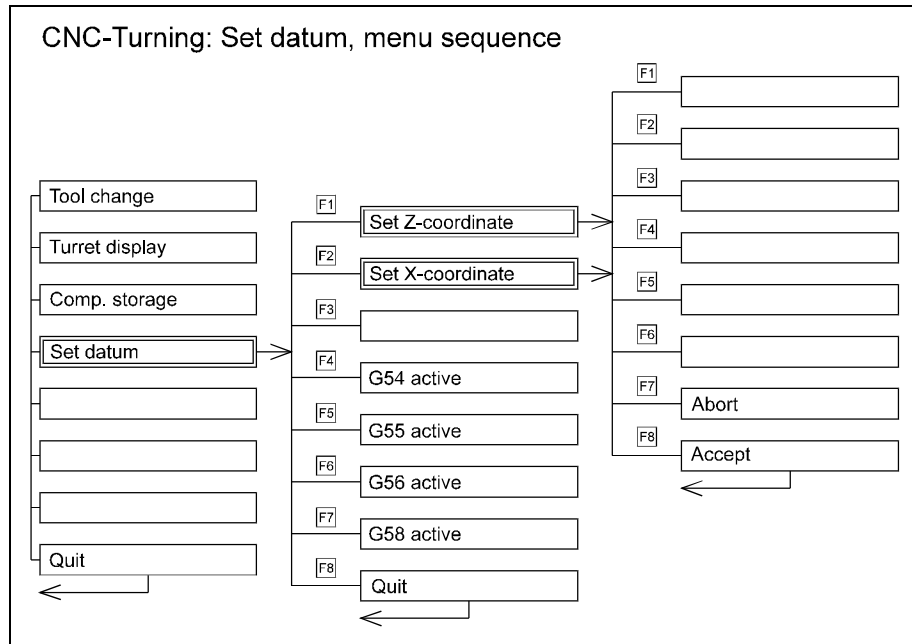 CNC-Turning: Set datum, menu sequence
Tool change
Turret display
Comp. storage
Set datum
Quit
F1
Set Z-coordinate
F2
Set X-coordinate
F3
F4
G54 active
F5
G55 active
F6
G56 active
F7
G58 active
F8
Quit
F1
F2
F3
F4
F5
F6
F7
Abort
F8
Accept